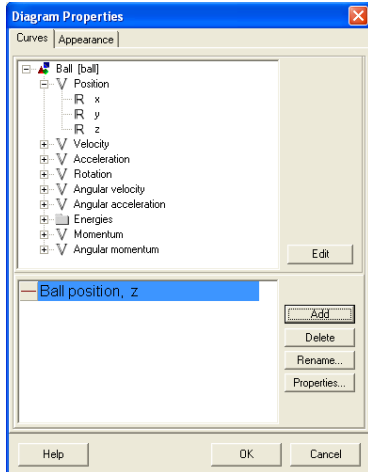 Diagram Properties
Curves Appearance
Ball [ball]
V Position
R x
R y
R z
V Velocity
V Acceleration
V Rotation
V Angular velocity
V Angular acceleration
Energies
V Momentum
V Angular momentum
Edit
Ball position, z
Add
Delete
Rename...
Properties...
Help OK Cancel